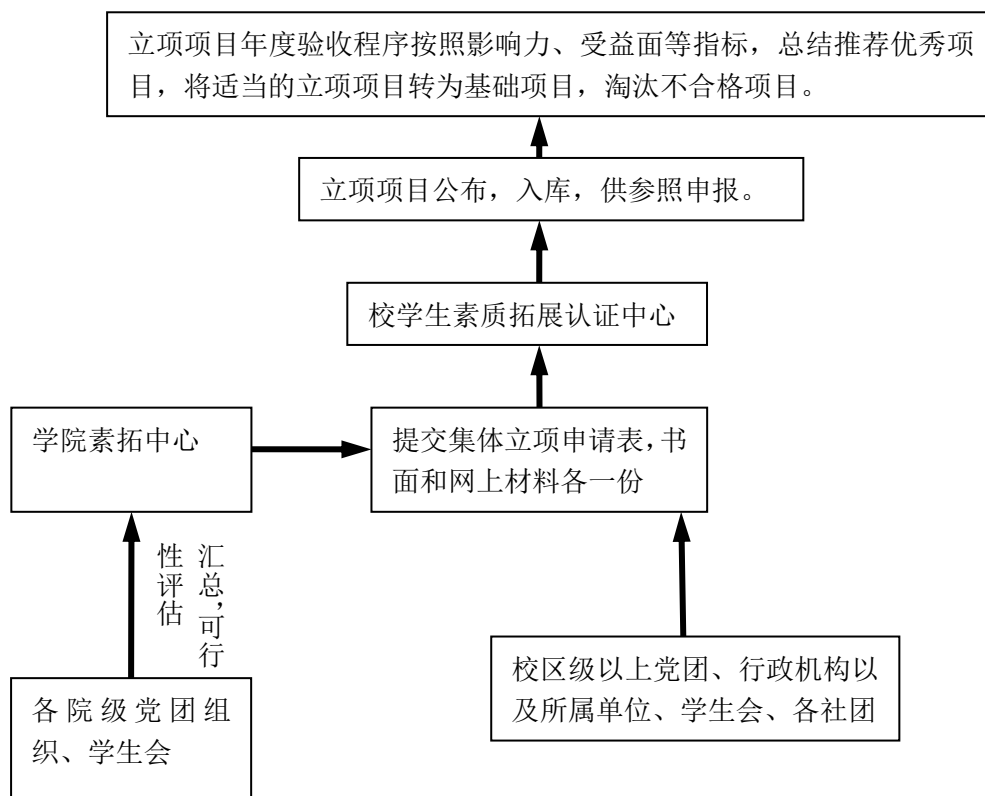 立项项目年度验收程序按照影响力、受益面等指标，总结推荐优秀项
目，将适当的立项项目转为基础项目，淘汰不合格项目。
立项项目公布，入库，供参照申报。
校学生素质拓展认证中心
学院素拓中心
提交集体立项申请表，书
面和网上材料各一份
汇总，可行
性评估
校区级以上党团、行政机构以
及所属单位、学生会、各社团
各院级党团组
织、学生会